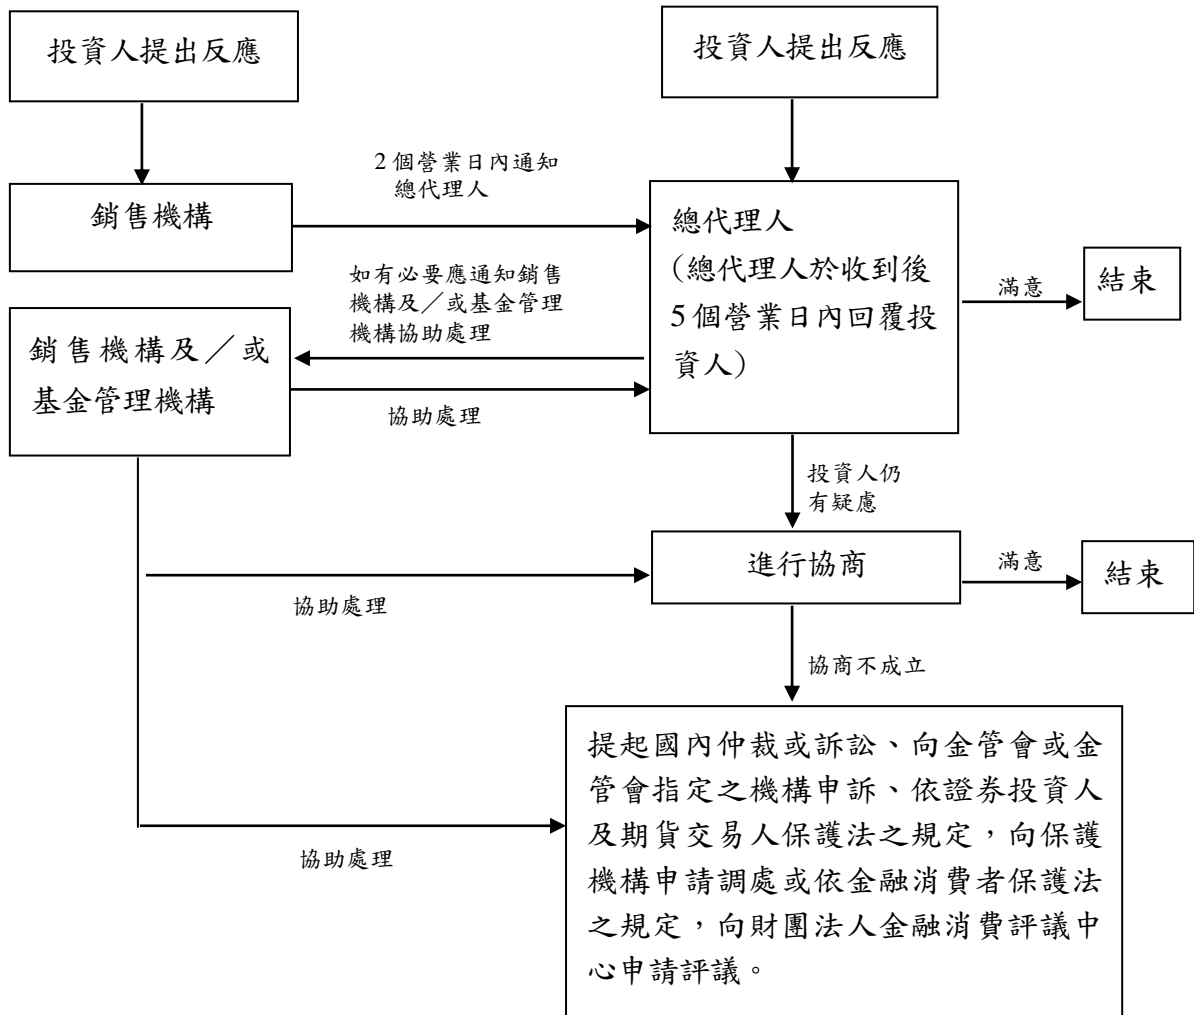 投資人提出反應
投資人提出反應
2 個營業日內通知
總代理人
銷售機構
總代理人
（總代理人於收到後
5 個營業日內回覆投
資人）
滿意
結束
如有必要應通知銷售
機構及／或基金管理
機構協助處理
銷售機構及／或
基金管理機構
協助處理
投資人仍
有疑慮
進行協商
滿意
結束
協助處理
協商不成立
提起國內仲裁或訴訟、向金管會或金
管會指定之機構申訴、依證券投資人
及期貨交易人保護法之規定，向保護
機構申請調處或依金融消費者保護法
之規定，向財團法人金融消費評議中
心申請評議。
協助處理